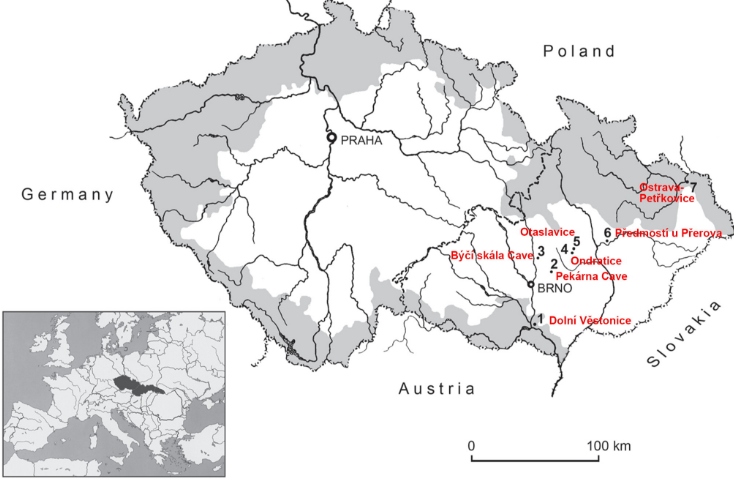 Poland
PRAHA
Germany
Ostrava-
Petřkovice
7
Otaslavice
6 Předmostí u Přerova
5
4
Býčí skála Cave 3
Ondratice
2
Pekárna Cave
BRNO
1 Dolní Věstonice
Slovakia
Austria
0 100 km